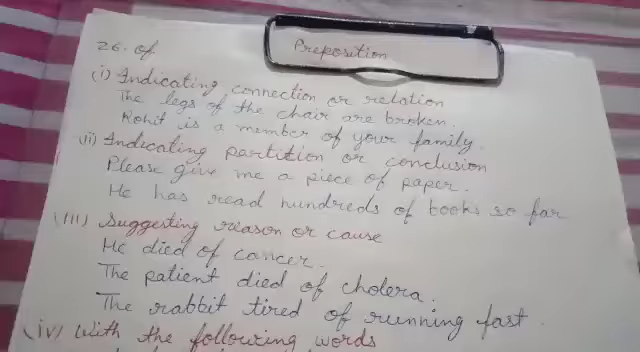 Preposition
26. of
(i) Indicating connection or relation
The legs of the chair are broken.
Rohit is a member of your family.
(ii) Indicating partition or conclusion
Please give me a piece of paper.
He has read hundreds of books so far
(III) Suggesting reason or cause
He died of cancer.
The patient died of cholera.
The rabbit tired of running fast.
(iv) With the following words